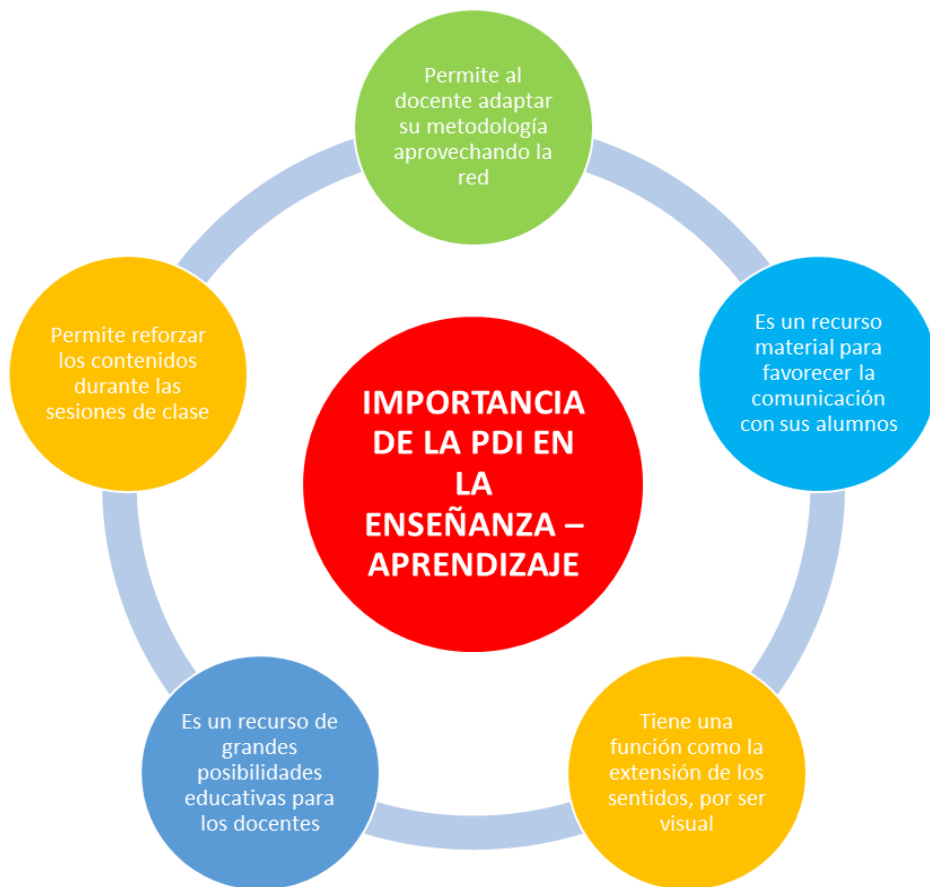 Permite al
docente adaptar
su metodología
aprovechando la
red
Es un recurso
material para
favorecer la
comunicación
con sus alumnos
Tiene una
función como la
extensión de los
sentidos, por ser
visual
Es un recurso de
grandes
posibilidades
educativas para
los docentes
Permite reforzar
los contenidos
durante las
sesiones de clase
IMPORTANCIA
DE LA PDI EN
LA
ENSEÑANZA –
APRENDIZAJE